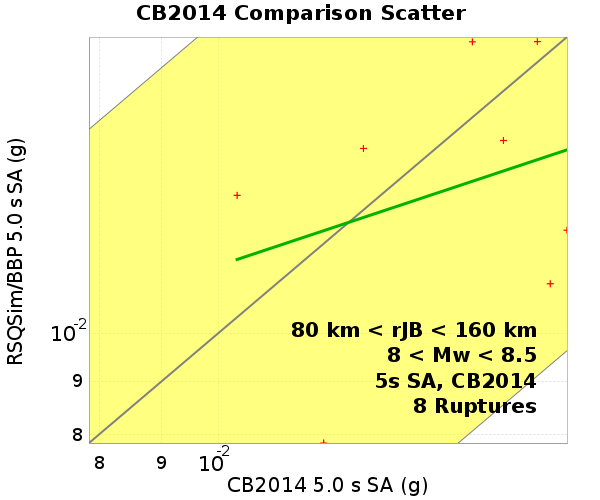 CB2014 Comparison Scatter
RSQSim/BBP 5.0 s SA (g)
10-2
9
8
80 km < rJB < 160 km
8 < Mw < 8.5
5s SA, CB2014
8 Ruptures
8
9
10-2
CB2014 5.0 s SA (g)